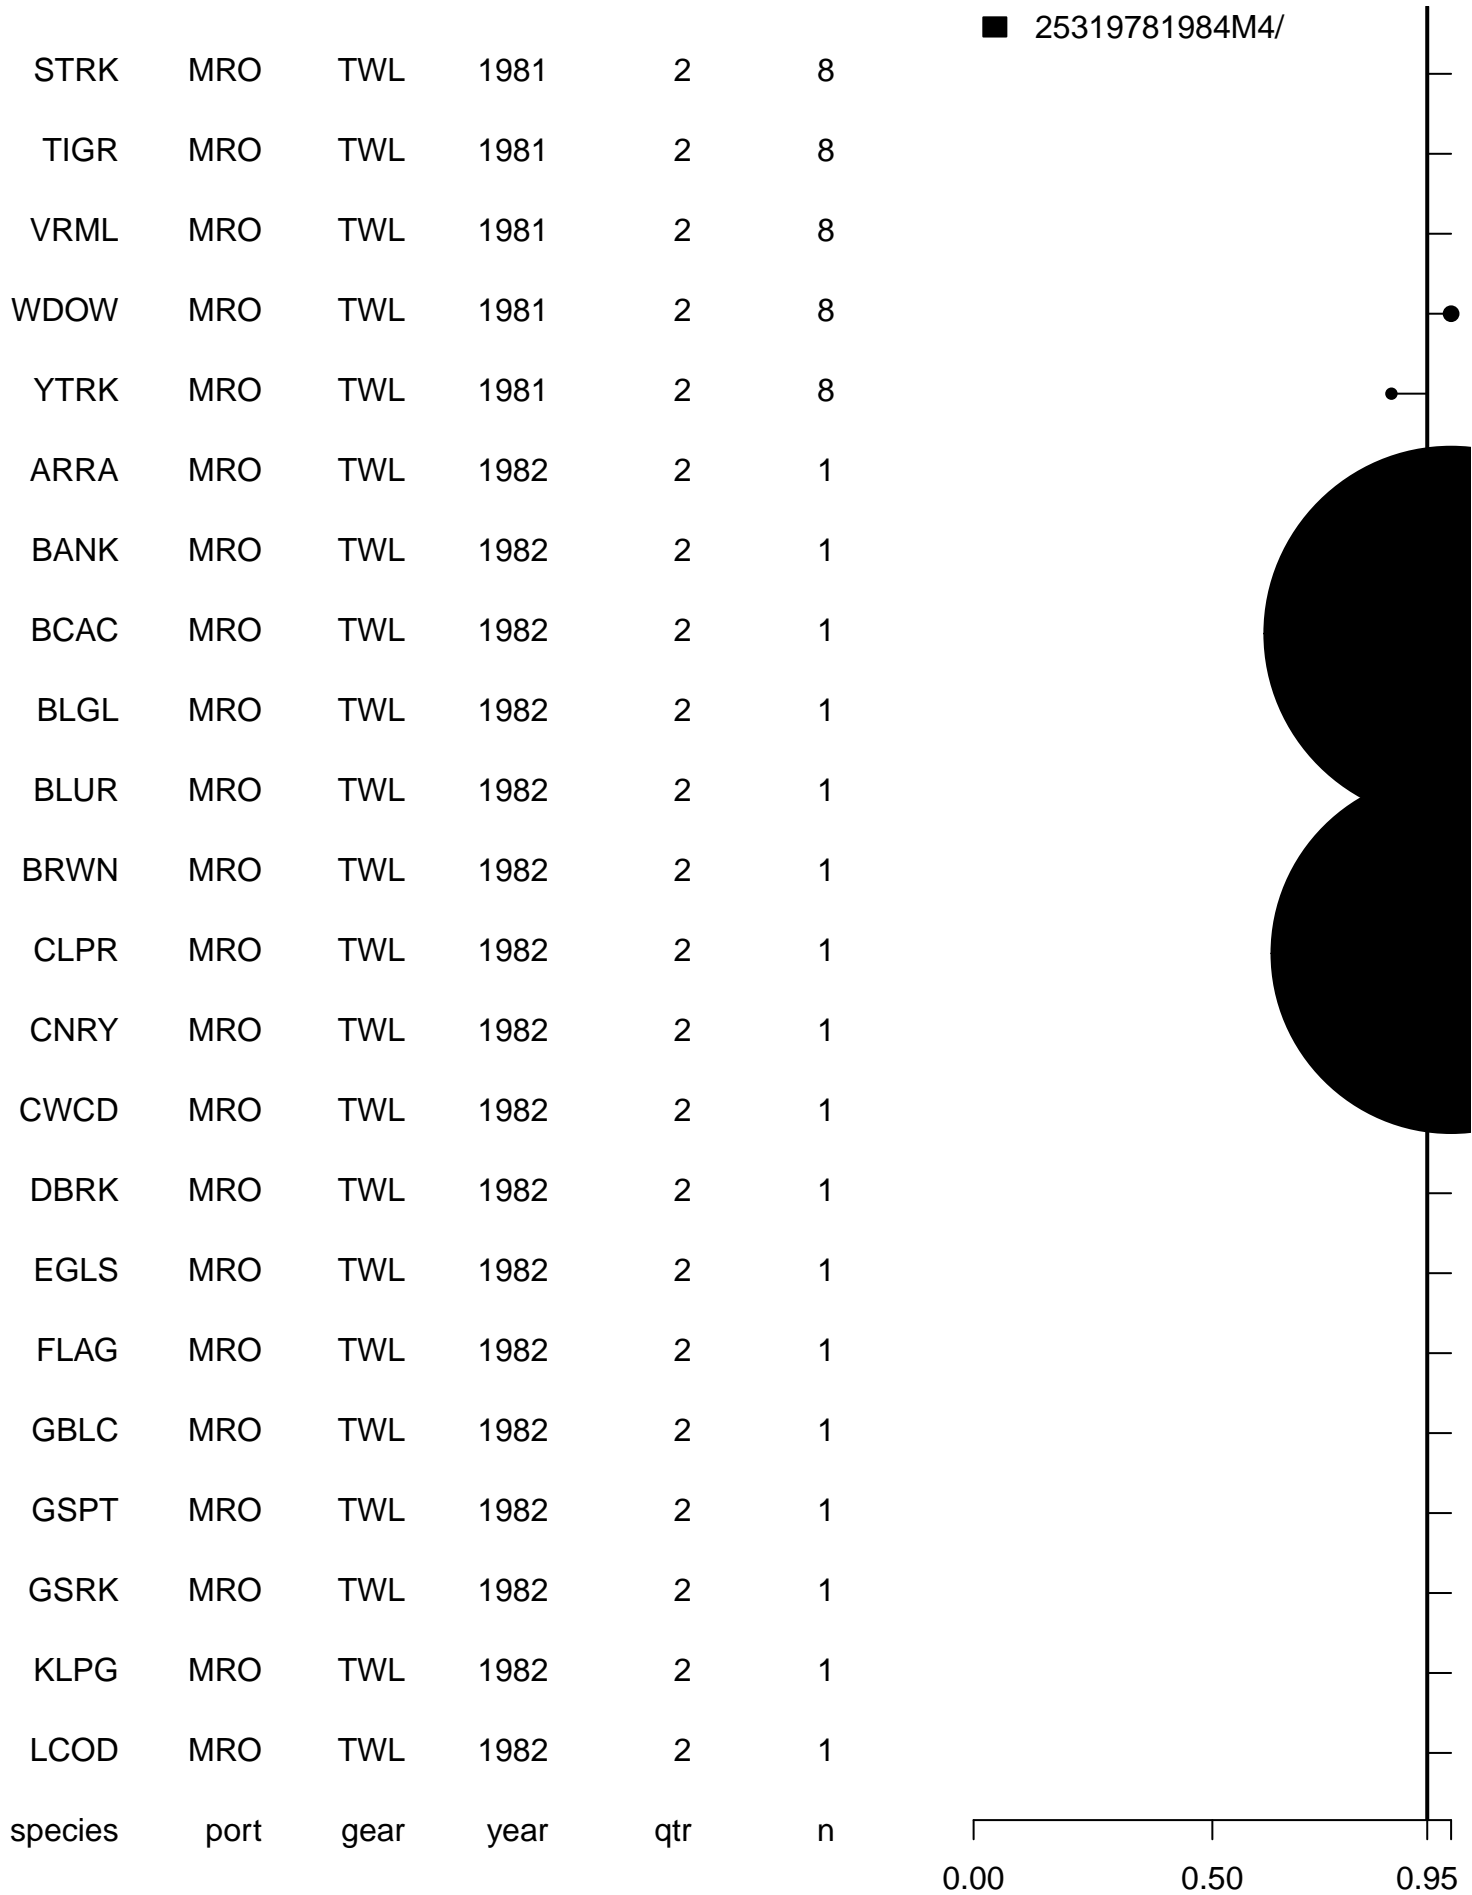 25319781984M4/
STRK MRO TWL 1981 2 8
TIGR MRO TWL 1981 2 8
VRML MRO TWL 1981 2 8
WDOW MRO TWL 1981 2 8
YTRK MRO TWL 1981 2 8
ARRA MRO TWL 1982 2 1
BANK MRO TWL 1982 2 1
BCAC MRO TWL 1982 2 1
BLGL MRO TWL 1982 2 1
BLUR MRO TWL 1982 2 1
BRWN MRO TWL 1982 2 1
CLPR MRO TWL 1982 2 1
CNRY MRO TWL 1982 2 1
CWCD MRO TWL 1982 2 1
DBRK MRO TWL 1982 2 1
EGLS MRO TWL 1982 2 1
FLAG MRO TWL 1982 2 1
GBLC MRO TWL 1982 2 1
GSPT MRO TWL 1982 2 1
GSRK MRO TWL 1982 2 1
KLPG MRO TWL 1982 2 1
LCOD MRO TWL 1982 2 1
species port gear year qtr n
0.00 0.50 0.95